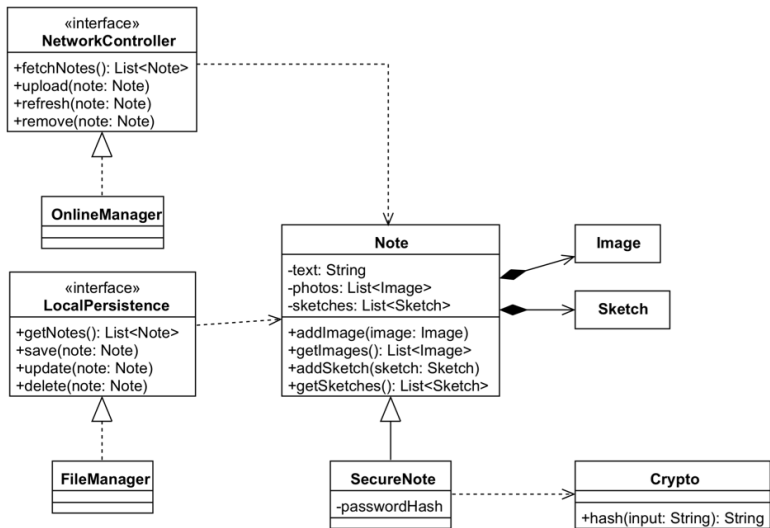 «interface»
NetworkController
+fetchNotes(): List<Note>
+upload(note: Note)
+refresh(note: Note)
+remove(note: Note)
OnlineManager
«interface»
LocalPersistence
+getNotes(): List<Note>
+save(note: Note)
+update(note: Note)
+delete(note: Note)
FileManager
Note
-text: String
-photos: List<Image>
-sketches: List<Sketch>
+addImage(image: Image)
+getImages(): List<Image>
+addSketch(sketch: Sketch)
+getSketches(): List<Sketch>
Image
Sketch
SecureNote
-passwordHash
Crypto
+hash(input: String): String